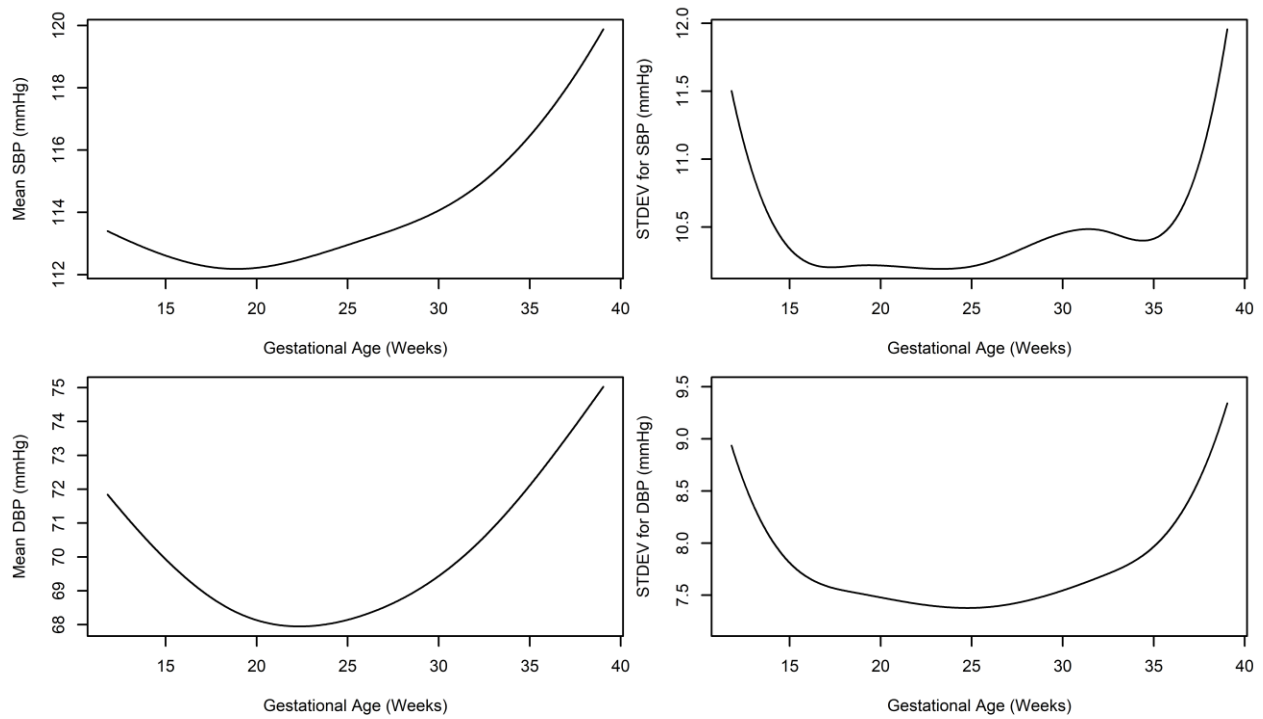 Mean SBP (mmHg)
112 114 116 118 120
15 20 25 30 35 40
Gestational Age (Weeks)
STDEV for SBP (mmHg)
10.5 11.0 11.5 12.0
15 20 25 30 35 40
Gestational Age (Weeks)
Mean DBP (mmHg)
68 69 70 71 72 73 74 75
15 20 25 30 35 40
Gestational Age (Weeks)
STDEV for DBP (mmHg)
7.5 8.0 8.5 9.0 9.5
15 20 25 30 35 40
Gestational Age (Weeks)